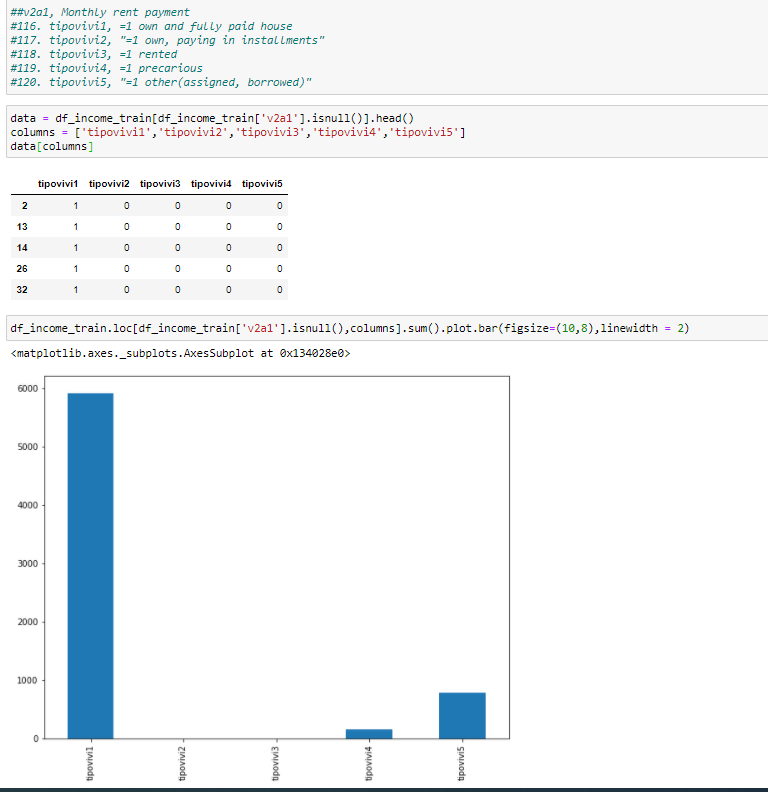 ##v2a1, Monthly rent payment
#116. tipovivi1, =1 own and fully paid house
#117. tipovivi2, "=1 own, paying in installments"
#118. tipovivi3, =1 rented
#119. tipovivi4, =1 precarious
#120. tipovivi5, "=1 other(assigned, borrowed)"
data = df_income_train[df_income_train['v2a1'].isnull()].head()
columns = ['tipovivi1','tipovivi2','tipovivi3','tipovivi4','tipovivi5']
data[columns]
tipovivi1 tipovivi2 tipovivi3 tipovivi4 tipovivi5
2 1 0 0 0 0
13 1 0 0 0 0
14 1 0 0 0 0
26 1 0 0 0 0
32 1 0 0 0 0
df_income_train.loc[df_income_train['v2a1'].isnull(),columns].sum().plot.bar(figsize=(10,8),linewidth = 2)
<matplotlib.axes._subplots.AxesSubplot at 0x134028e0>
6000
5000
4000
3000
2000
1000
0
tipovivi1
tipovivi2
tipovivi3
tipovivi4
tipovivi5